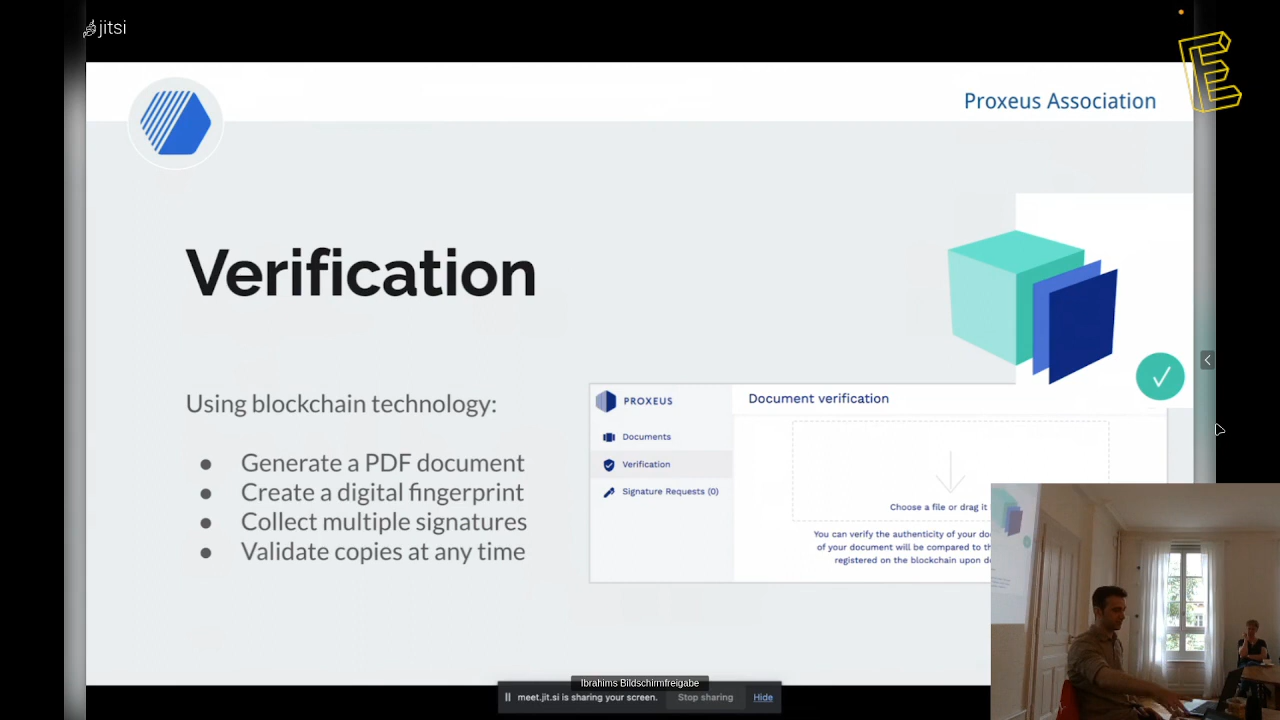 jitsi
E
Proxeus Association
Verification
Using blockchain technology:
● Generate a PDF document
● Create a digital fingerprint
● Collect multiple signatures
● Validate copies at any time
PROXEUS
Documents
Verification
Signature Requests (0)
Document verification
Choose a file or drag it
You can verify the authenticity of your
of your document will be compared to
registered on the blockchain upon
Ibrahims Bildschirmfreigabe
meet.jit.si is sharing your screen.
Stop sharing
Hide